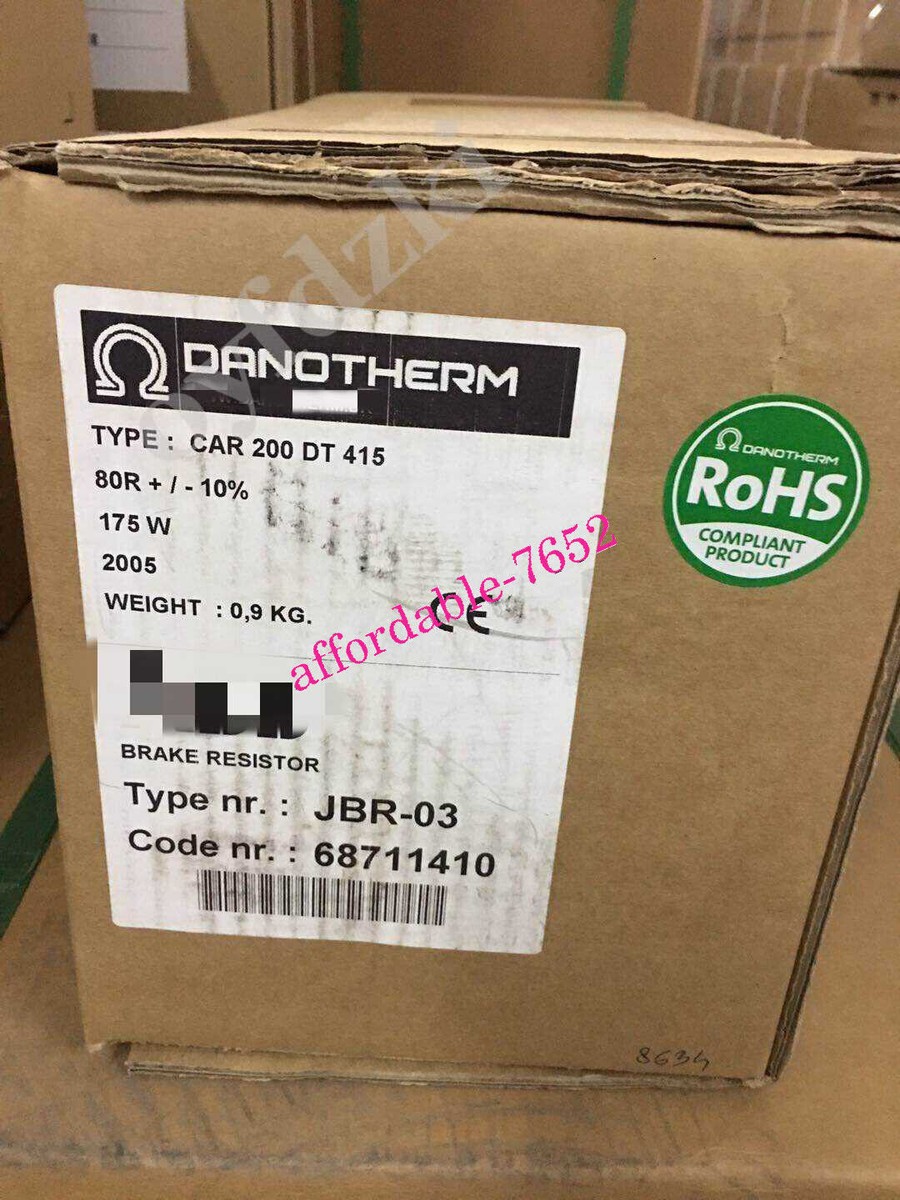 DANOTHERM
TYPE : CAR 200 DT 415
80R + / - 10%
175 W
2005
WEIGHT : 0,9 KG.
CE
BRAKE RESISTOR
Type nr. : JBR-03
Code nr. : 68711410
DANOTHERM
RoHS
COMPLIANT
PRODUCT
affordable-7652
8634